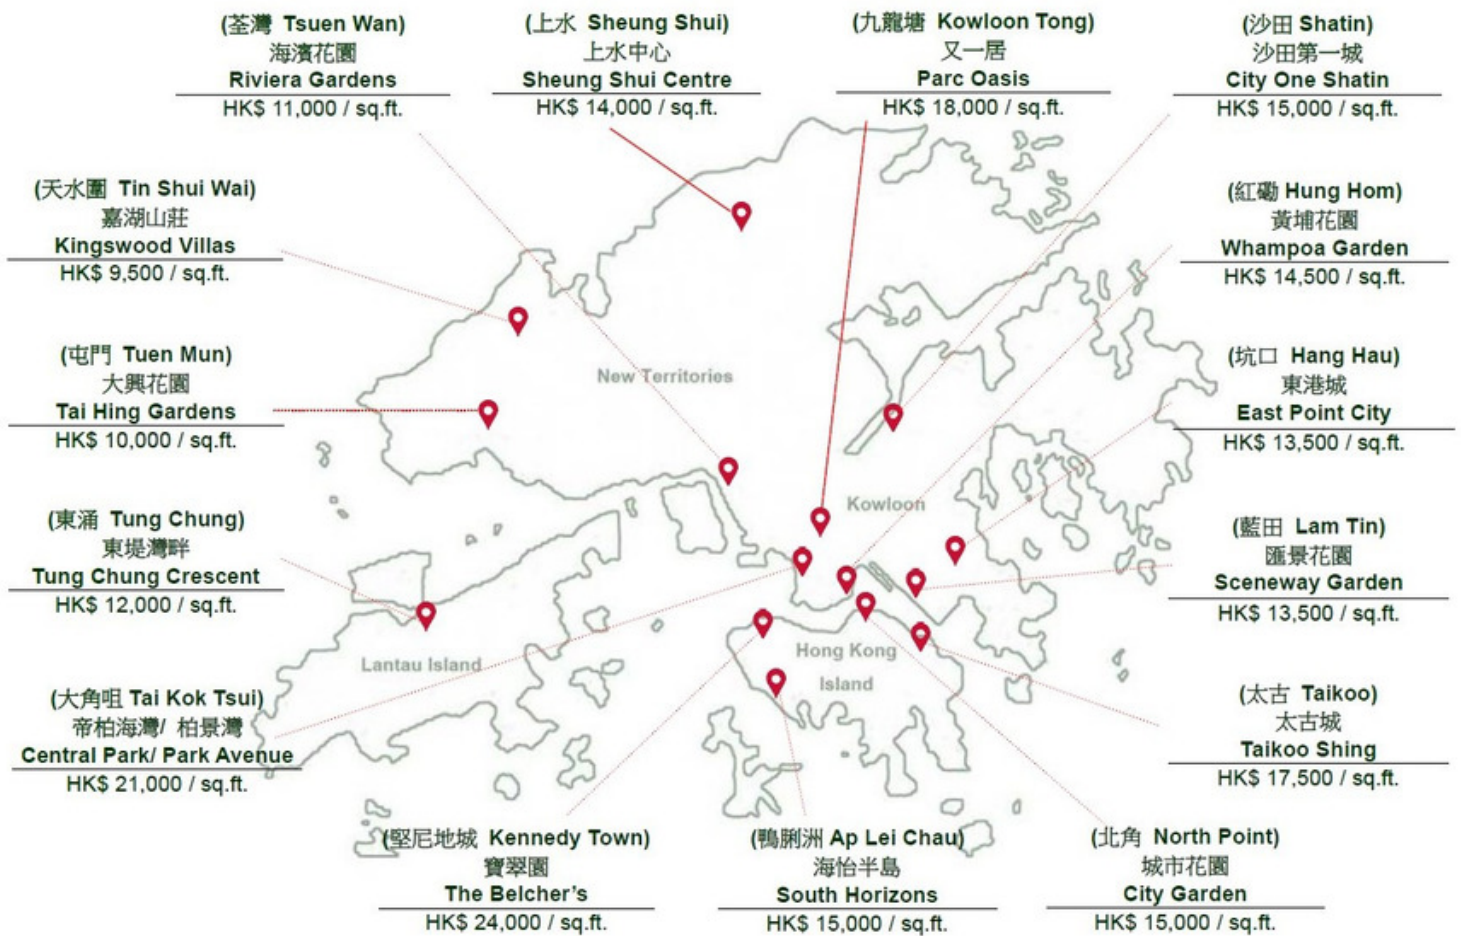 (荃灣 Tsuen Wan)
海濱花園
Riviera Gardens
HK$ 11,000 / sq.ft.
(上水 Sheung Shui)
上水中心
Sheung Shui Centre
HK$ 14,000 / sq.ft.
(九龍塘 Kowloon Tong)
又一居
Parc Oasis
HK$ 18,000 / sq.ft.
(沙田 Shatin)
沙田第一城
City One Shatin
HK$ 15,000 / sq.ft.
(天水圍 Tin Shui Wai)
嘉湖山莊
Kingswood Villas
HK$ 9,500 / sq.ft.
(紅磡 Hung Hom)
黃埔花園
Whampoa Garden
HK$ 14,500 / sq.ft.
(屯門 Tuen Mun)
大興花園
Tai Hing Gardens
HK$ 10,000 / sq.ft.
New Territories
(坑口 Hang Hau)
東港城
East Point City
HK$ 13,500 / sq.ft.
Kowloon
(東涌 Tung Chung)
東堤灣畔
Tung Chung Crescent
HK$ 12,000 / sq.ft.
(藍田 Lam Tin)
匯景花園
Sceneway Garden
HK$ 13,500 / sq.ft.
Lantau Island
Hong Kong
Island
(大角咀 Tai Kok Tsui)
帝柏海灣/ 柏景灣
Central Park/ Park Avenue
HK$ 21,000 / sq.ft.
(太古 Taikoo)
太古城
Taikoo Shing
HK$ 17,500 / sq.ft.
(堅尼地城 Kennedy Town)
寶翠園
The Belcher's
HK$ 24,000 / sq.ft.
(鴨脷洲 Ap Lei Chau)
海怡半島
South Horizons
HK$ 15,000 / sq.ft.
(北角 North Point)
城市花園
City Garden
HK$ 15,000 / sq.ft.